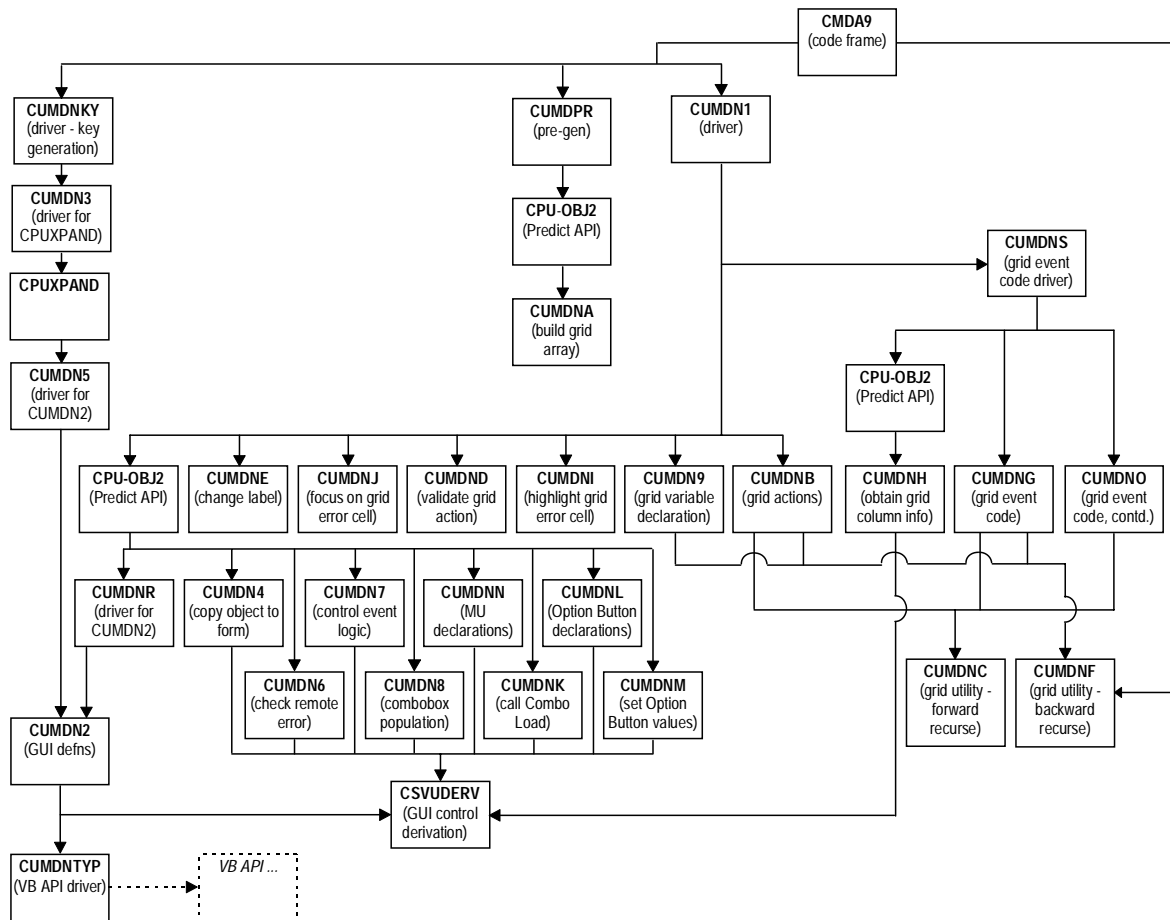 CMDA9
(code frame)
CUMDNKY
(driver - key
generation)
CUMDPR
(pre-gen)
CUMDN1
(driver)
CUMDN3
(driver for
CPUXPAND)
CPU-OBJ2
(Predict API)
CUMDNS
(grid event
code driver)
CPUXPAND
CUMDNA
(build grid
array)
CUMDN5
(driver for
CUMDN2)
CPU-OBJ2
(Predict API)
CPU-OBJ2
(Predict API)
CUMDNE
(change label)
CUMDNJ
(focus on grid
error cell)
CUMDND
(validate grid
action)
CUMDNI
(highlight grid
error cell)
CUMDN9
(grid variable
declaration)
CUMDNB
(grid actions)
CUMDNH
(obtain grid
column info)
CUMDNG
(grid event
code)
CUMDNO
(grid event
code, contd.)
CUMDNR
(driver for
CUMDN2)
CUMDN4
(copy object to
form)
CUMDN7
(control event
logic)
CUMDNN
(MU
declarations)
CUMDNL
(Option Button
declarations)
CUMDN6
(check remote
error)
CUMDN8
(combobox
population)
CUMDNK
(call Combo
Load)
CUMDNM
(set Option
Button values)
CUMDNC
(grid utility -
forward
recurse)
CUMDNF
(grid utility -
backward
recurse)
CUMDN2
(GUI defns)
CSVUDERV
(GUI control
derivation)
CUMDNTYP
(VB API driver)
VB API ...